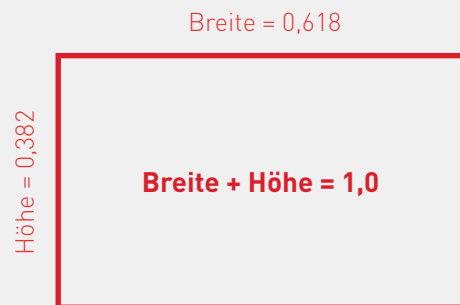 Breite = 0,618
Höhe = 0,382
Breite + Höhe = 1,0